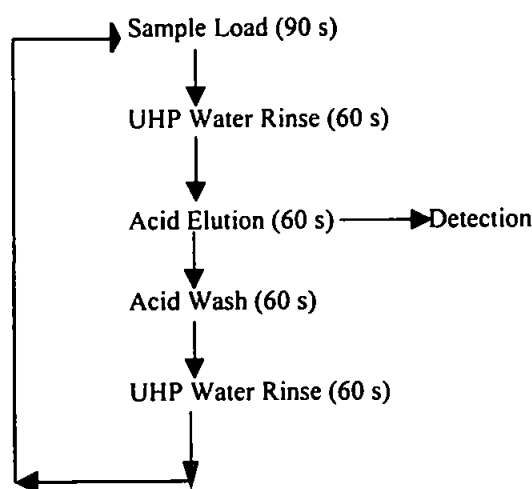 Sample Load (90 s)
UHP Water Rinse (60 s)
Acid Elution (60 s) Detection
Acid Wash (60 s)
UHP Water Rinse (60 s)